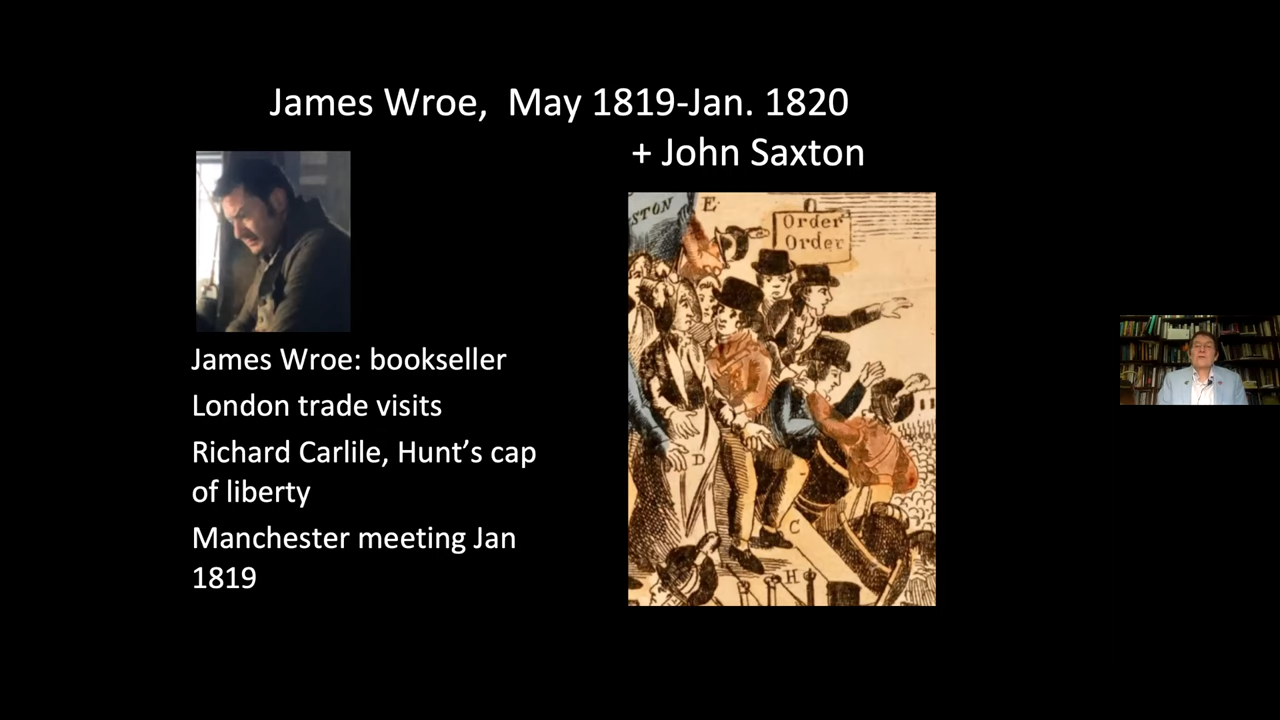 James Wroe, May 1819-Jan. 1820
+ John Saxton
James Wroe: bookseller
London trade visits
Richard Carlile, Hunt’s cap
of liberty
Manchester meeting Jan
1819
STON
E
Order
Order
D
C
H